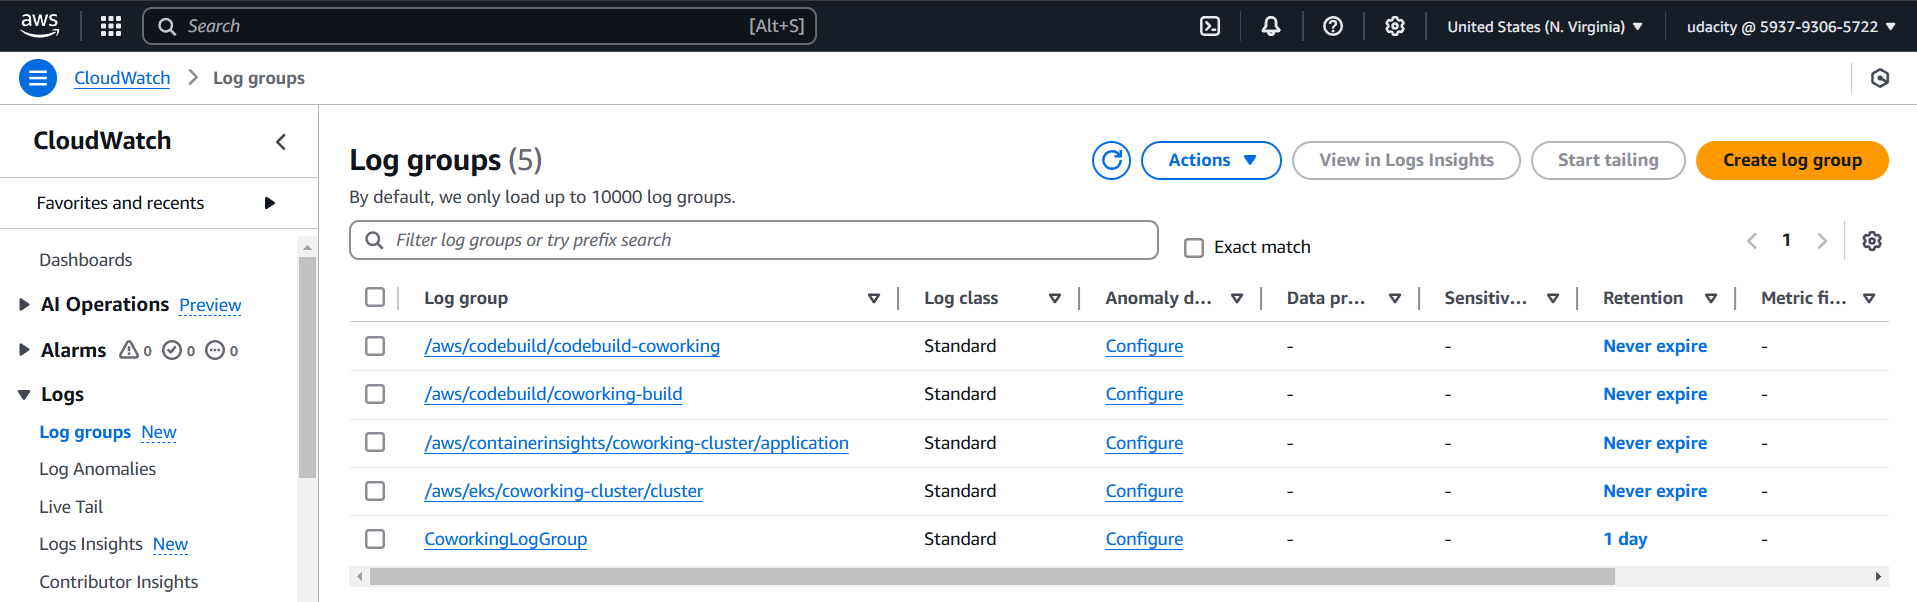 aws Search [Alt+S] United States (N. Virginia) udacity @ 5937-9306-5722
CloudWatch Log groups
CloudWatch
Favorites and recents
Dashboards
AI Operations Preview
Alarms 0 0 0
Logs
Log groups New
Log Anomalies
Live Tail
Logs Insights New
Contributor Insights
Log groups (5)
Actions View in Logs Insights Start tailing Create log group
By default, we only load up to 10000 log groups.
Filter log groups or try prefix search Exact match 1
Log group Log class Anomaly d... Data pr... Sensitiv... Retention Metric fi...
/aws/codebuild/codebuild-coworking Standard Configure - - Never expire -
/aws/codebuild/coworking-build Standard Configure - - Never expire -
/aws/containerinsights/coworking-cluster/application Standard Configure - - Never expire -
/aws/eks/coworking-cluster/cluster Standard Configure - - Never expire -
CoworkingLogGroup Standard Configure - - 1 day -